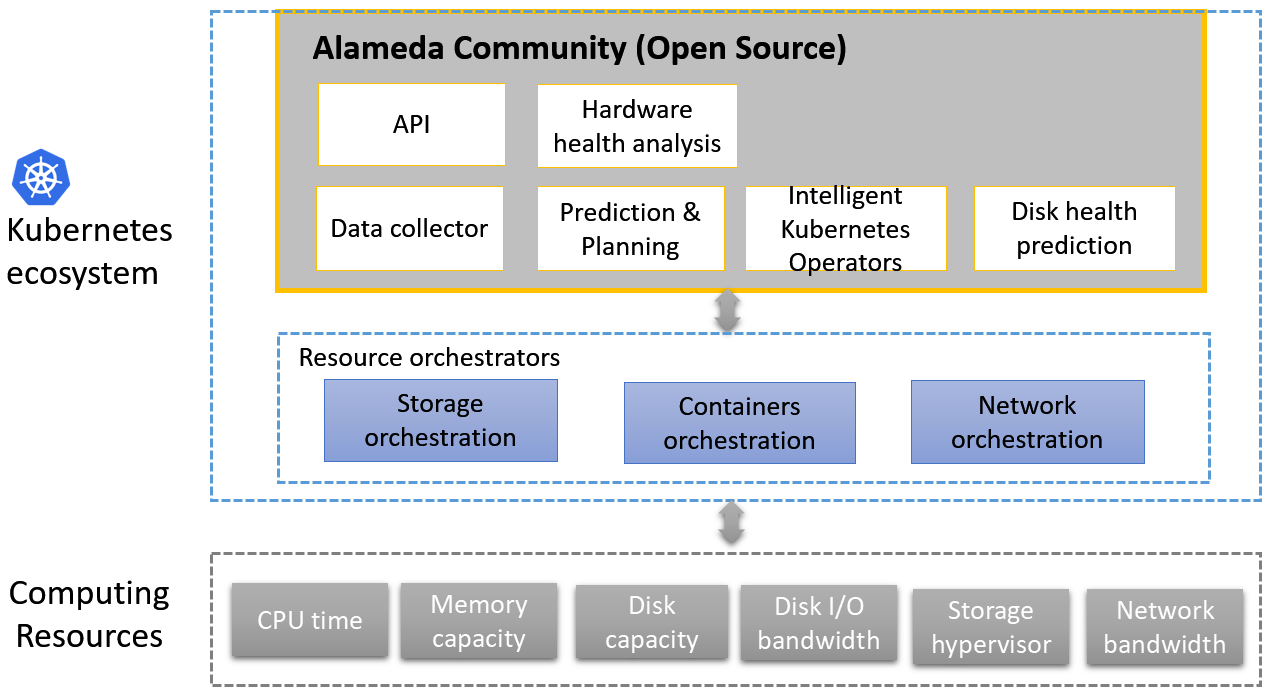 Alameda Community (Open Source)
API
Hardware
health analysis
Data collector
Prediction &
Planning
Intelligent
Kubernetes
Operators
Disk health
prediction
Kubernetes
ecosystem
Resource orchestrators
Storage
orchestration
Containers
orchestration
Network
orchestration
Computing
Resources
CPU time
Memory
capacity
Disk
capacity
Disk I/O
bandwidth
Storage
hypervisor
Network
bandwidth